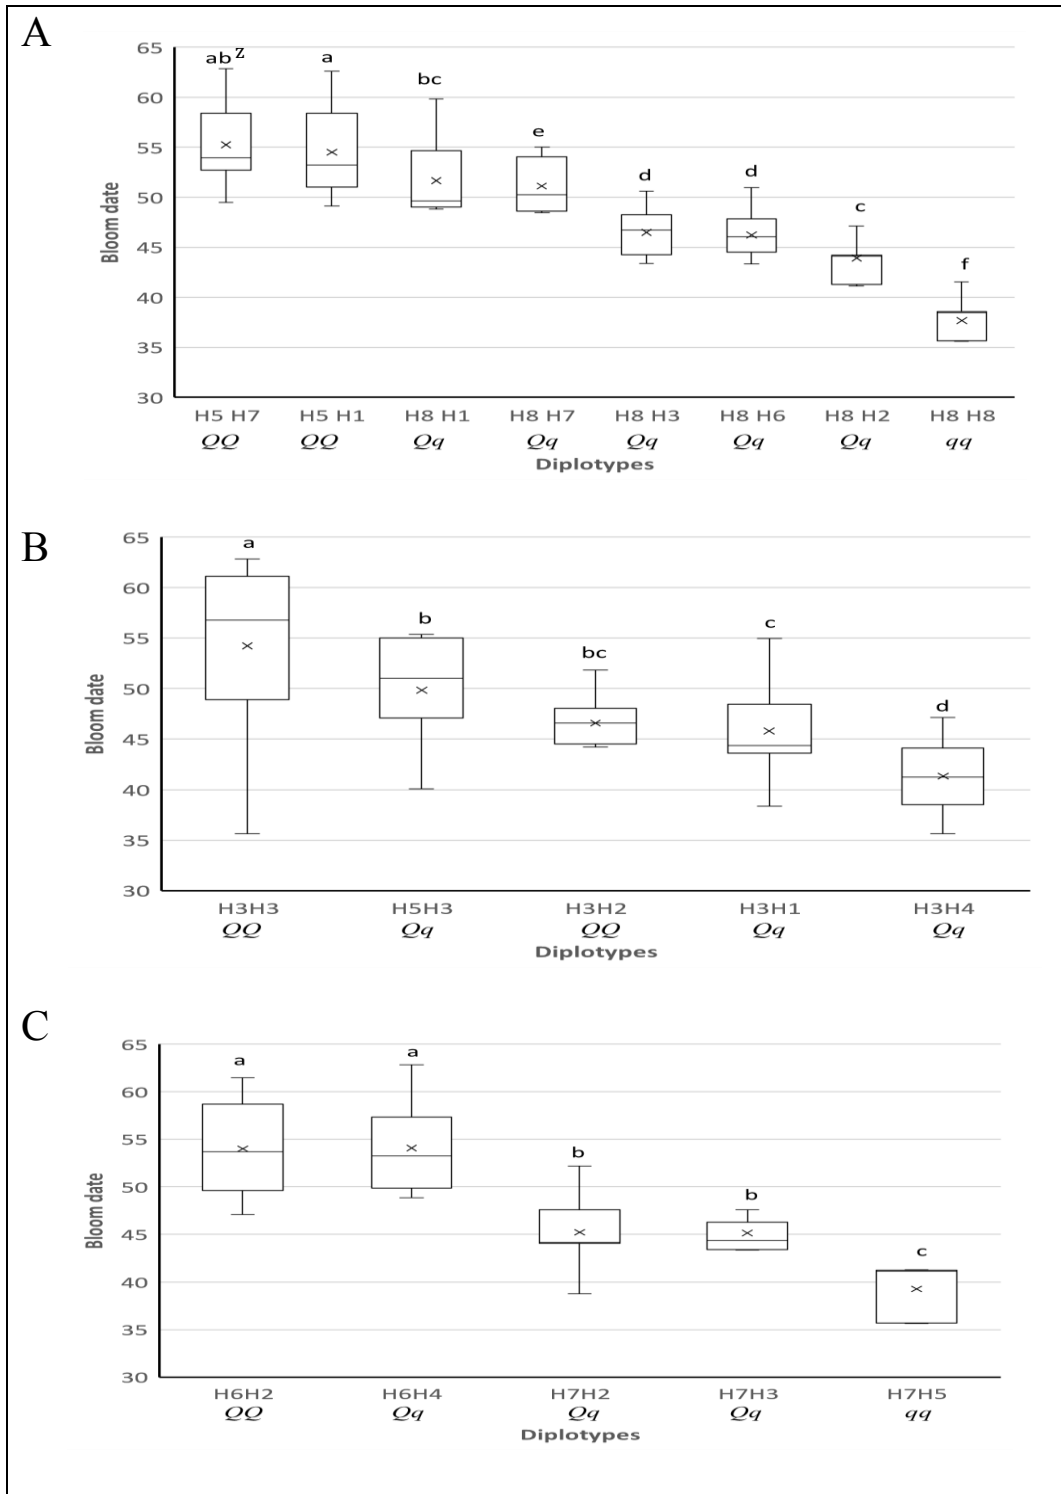 A
65
60
55
50
45
40
35
30
Bloom date
ab z
a
bc
e
d
d
c
f
H5 H7 H5 H1 H8 H1 H8 H7 H8 H3 H8 H6 H8 H2 H8 H8
QQ QQ Qq Qq Qq Qq Qq qq
Diplotypes
B
65
60
55
50
45
40
35
30
Bloom date
a
b
bc
c
d
H3H3 H5H3 H3H2 H3H1 H3H4
QQ Qq QQ Qq Qq
Diplotypes
C
65
60
55
50
45
40
35
30
Bloom date
a
a
b
b
c
H6H2 H6H4 H7H2 H7H3 H7H5
QQ Qq Qq Qq qq
Diplotypes